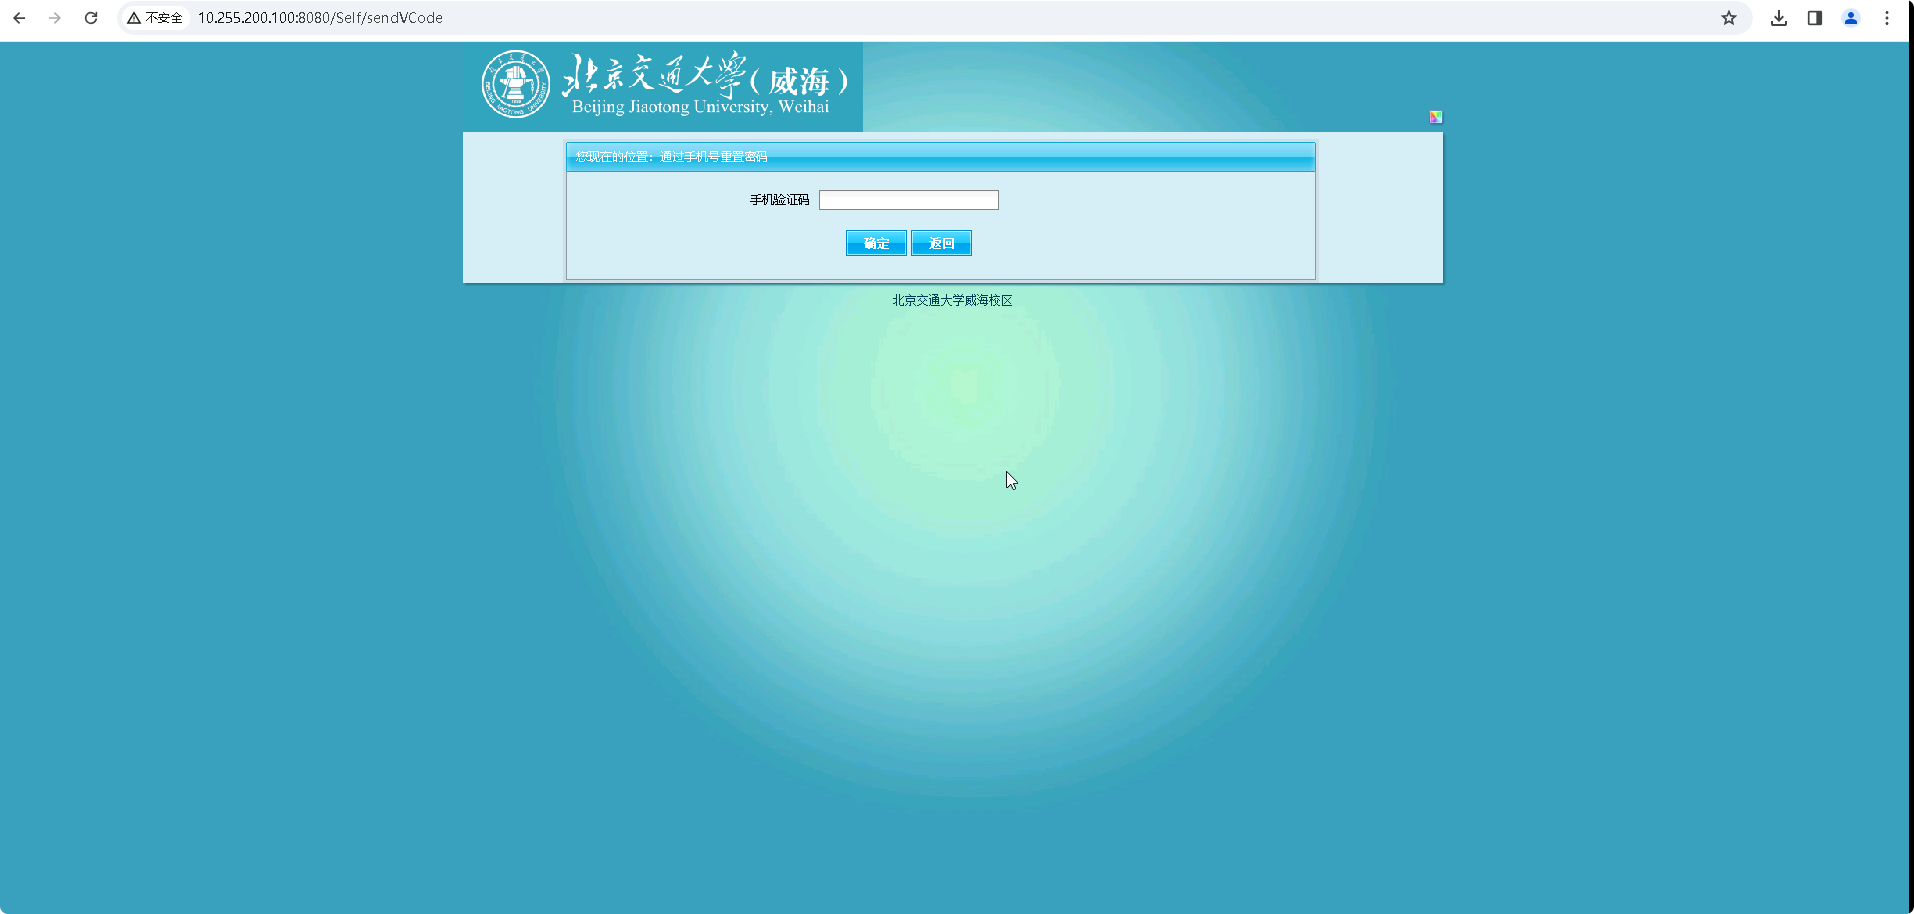 不安全 10.255.200.100:8080/Self/sendVCode
北京交通大学（威海）
Beijing Jiaotong University, Weihai
您现在的位置：通过手机号重置密码
手机验证码
确定 返回
北京交通大学威海校区